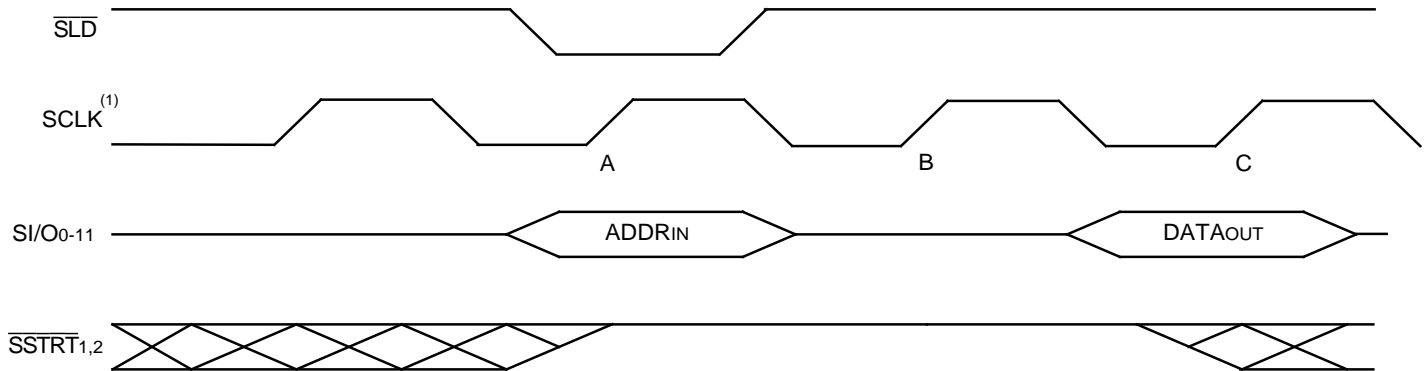 SLD
SCLK(1)
A B C
SI/O0-11 ADDRIN DATAOUT
SSTRT1,2